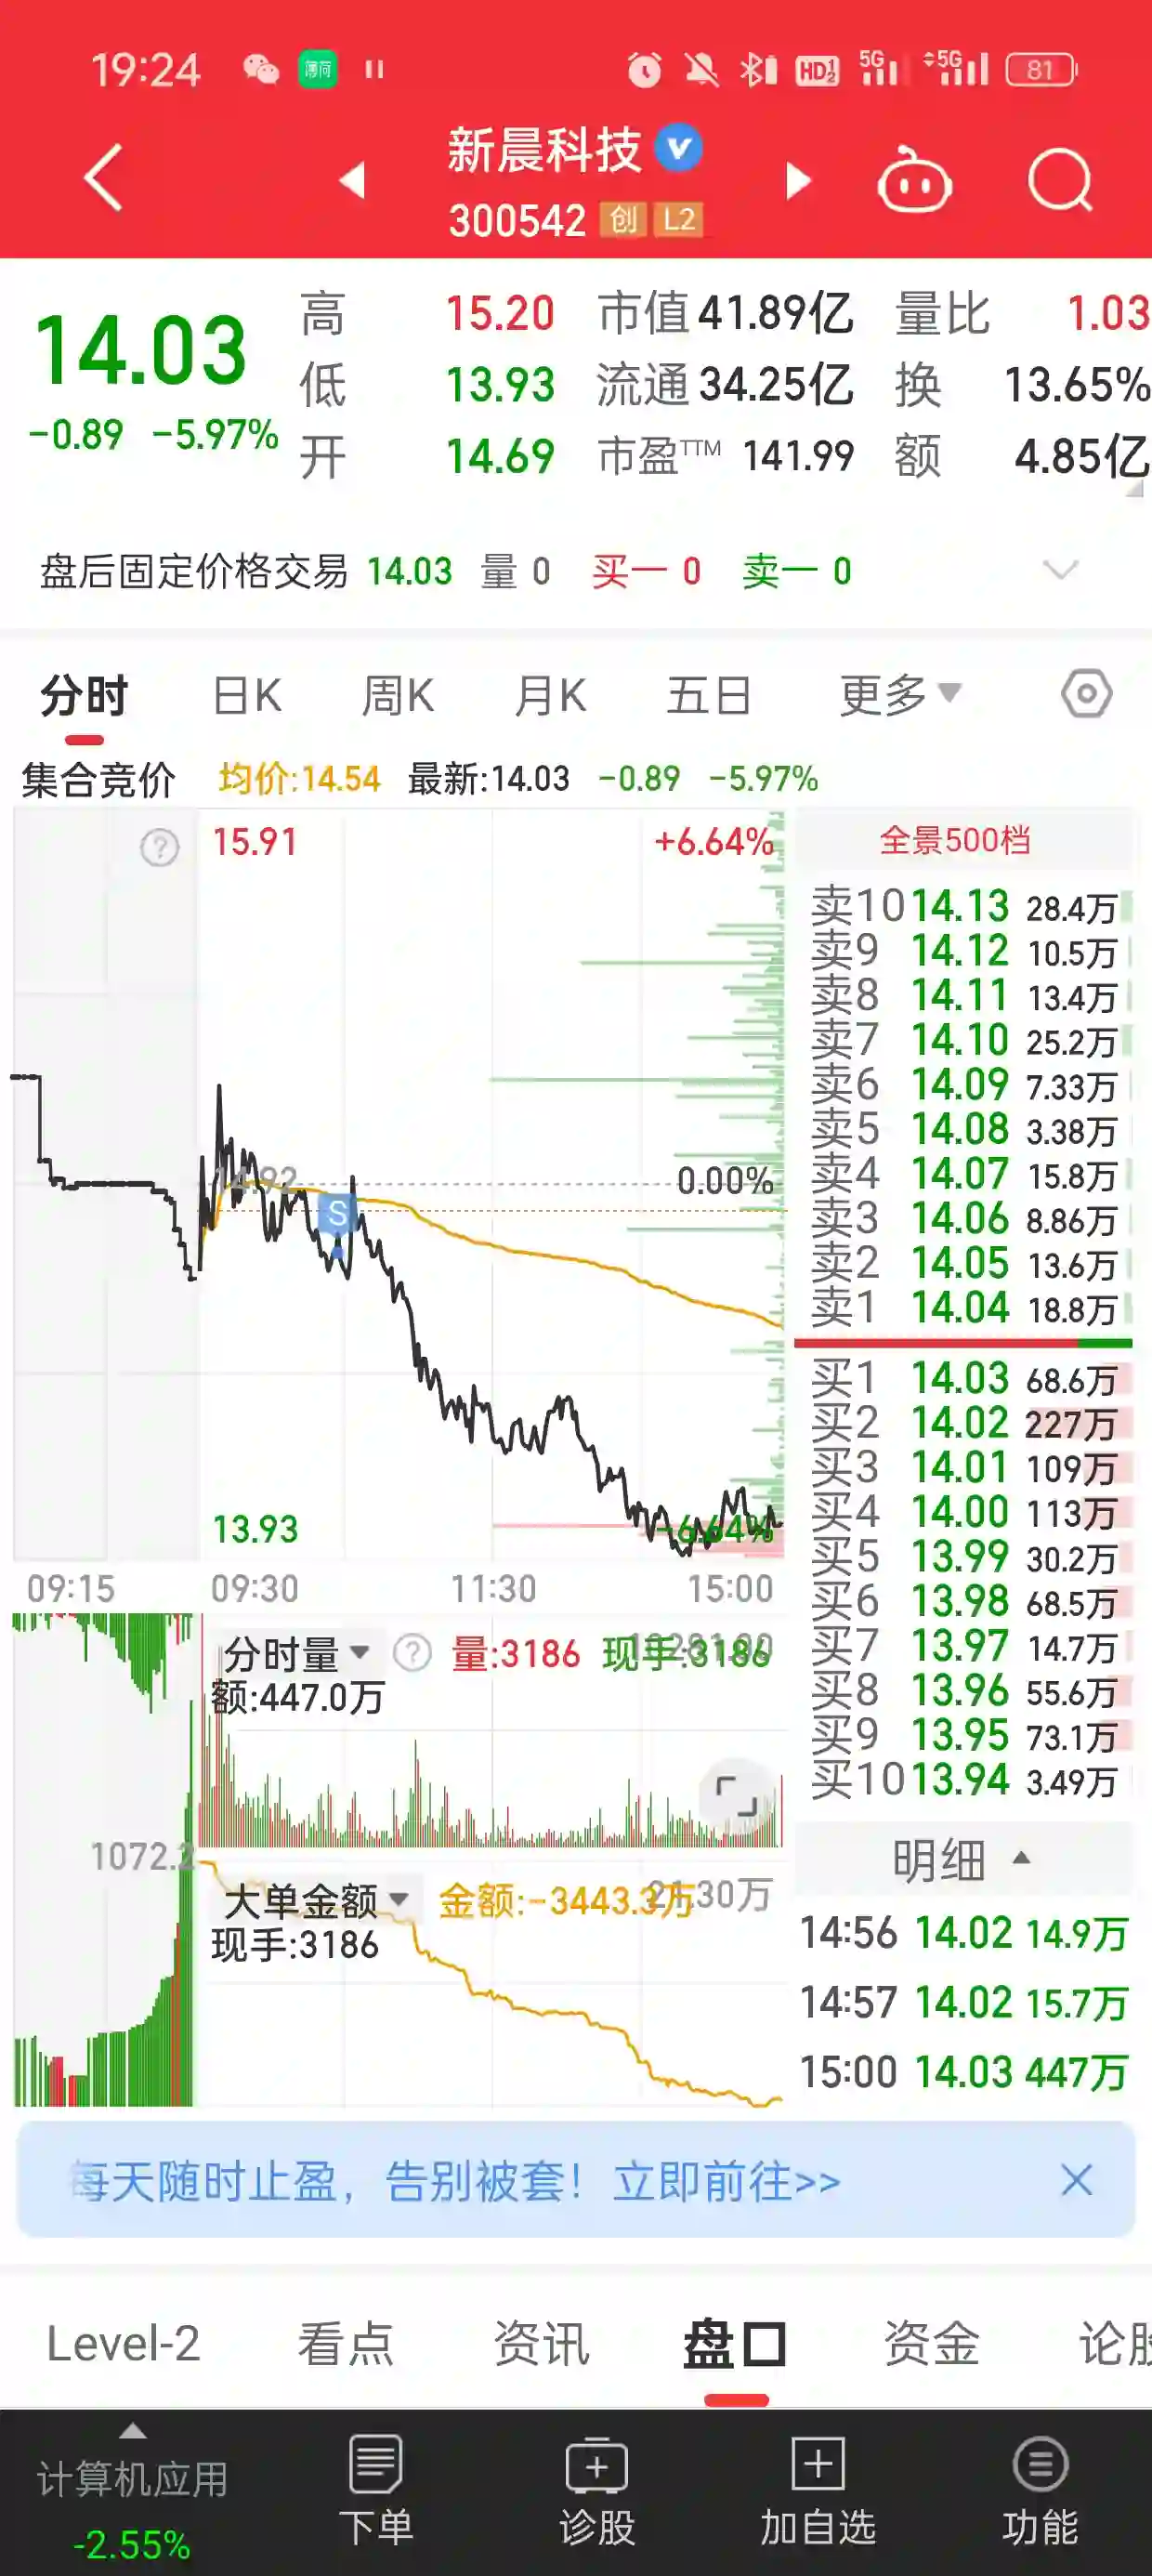 19:24 薄荷 HD 1 2 5G 5G 81
新晨科技
300542 创 L2
14.03
-0.89 -5.97%
高 15.20 市值 41.89亿 量比 1.03
低 13.93 流通 34.25亿 换 13.65%
开 14.69 市盈TTM 141.99 额 4.85亿
盘后固定价格交易 14.03 量 0 买一 0 卖一 0
分时 日K 周K 月K 五日 更多
集合竞价 均价:14.54 最新:14.03 -0.89 -5.97%
15.91 +6.64%
14.92 0.00%
S
13.93 -6.64%
09:15 09:30 11:30 15:00
全景500档
卖10 14.13 28.4万
卖9 14.12 10.5万
卖8 14.11 13.4万
卖7 14.10 25.2万
卖6 14.09 7.33万
卖5 14.08 3.38万
卖4 14.07 15.8万
卖3 14.06 8.86万
卖2 14.05 13.6万
卖1 14.04 18.8万
买1 14.03 68.6万
买2 14.02 227万
买3 14.01 109万
买4 14.00 113万
买5 13.99 30.2万
买6 13.98 68.5万
买7 13.97 14.7万
买8 13.96 55.6万
买9 13.95 73.1万
买10 13.94 3.49万
分时量 ? 量:3186 现手:3186
额:447.0万
1072.2
大单金额 金额:-3443.3万
现手:3186
明细
14:56 14.02 14.9万
14:57 14.02 15.7万
15:00 14.03 447万
每天随时止盈，告别被套！立即前往>>
Level-2 看点 资讯 盘口 资金 论股
计算机应用
-2.55%
下单 诊股 加自选 功能